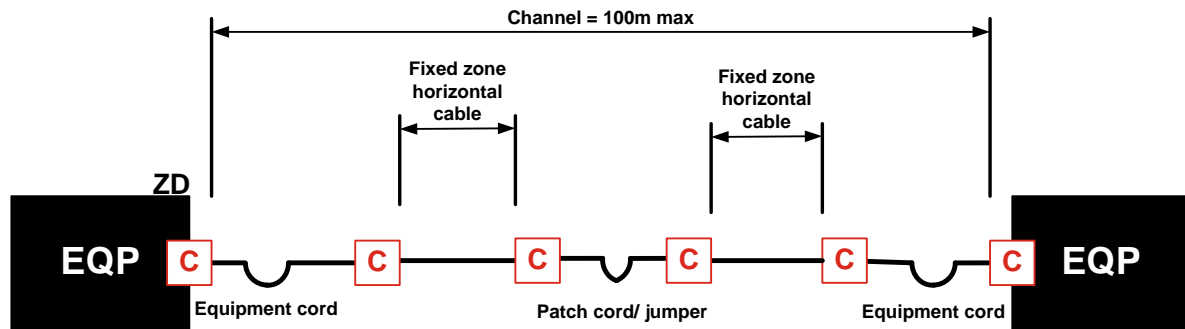 Channel = 100m max
Fixed zone
horizontal
cable
Fixed zone
horizontal
cable
ZD
EQP
C
C
C
C
C
C
EQP
Equipment cord
Patch cord/ jumper
Equipment cord